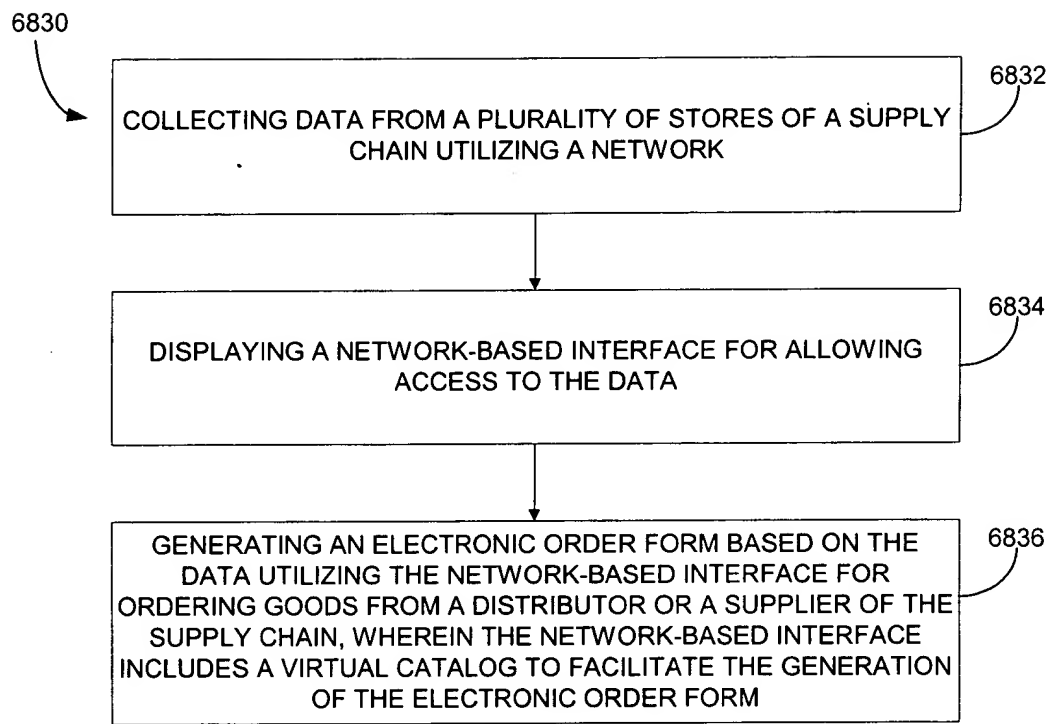 6830
6832
COLLECTING DATA FROM A PLURALITY OF STORES OF A SUPPLY
CHAIN UTILIZING A NETWORK
6834
DISPLAYING A NETWORK-BASED INTERFACE FOR ALLOWING
ACCESS TO THE DATA
6836
GENERATING AN ELECTRONIC ORDER FORM BASED ON THE
DATA UTILIZING THE NETWORK-BASED INTERFACE FOR
ORDERING GOODS FROM A DISTRIBUTOR OR A SUPPLIER OF THE
SUPPLY CHAIN, WHEREIN THE NETWORK-BASED INTERFACE
INCLUDES A VIRTUAL CATALOG TO FACILITATE THE GENERATION
OF THE ELECTRONIC ORDER FORM